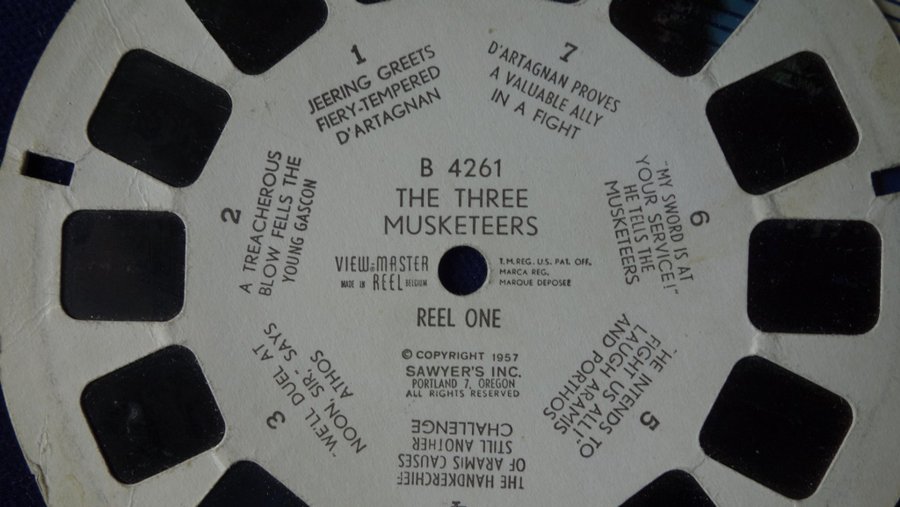 B 4261
THE THREE
MUSKETEERS
VIEW-MASTER
MADE IN REEL BELGIUM
T.M. REG. U.S. PAT. OFF.
MARCA REG.
MARQUE DEPOSÉE
REEL ONE
© COPYRIGHT 1957
SAWYER'S INC.
PORTLAND 7, OREGON
ALL RIGHTS RESERVED
1
JEERING GREETS
FIERY-TEMPERED
D'ARTAGNAN
2
A TREACHEROUS
BLOW FELLS THE
YOUNG GASCON
3
"WE'LL DUEL AT
NOON, SIR," SAYS
ATHOS
THE HANDKERCHIEF
OF ARAMIS CAUSES
STILL ANOTHER
CHALLENGE
5
"HE INTENDS TO
FIGHT US ALL!"
LAUGH ARAMIS
AND PORTHOS
6
"MY SWORD IS AT
YOUR SERVICE!"
HE TELLS THE
MUSKETEERS
7
D'ARTAGNAN PROVES
A VALUABLE ALLY
IN A FIGHT